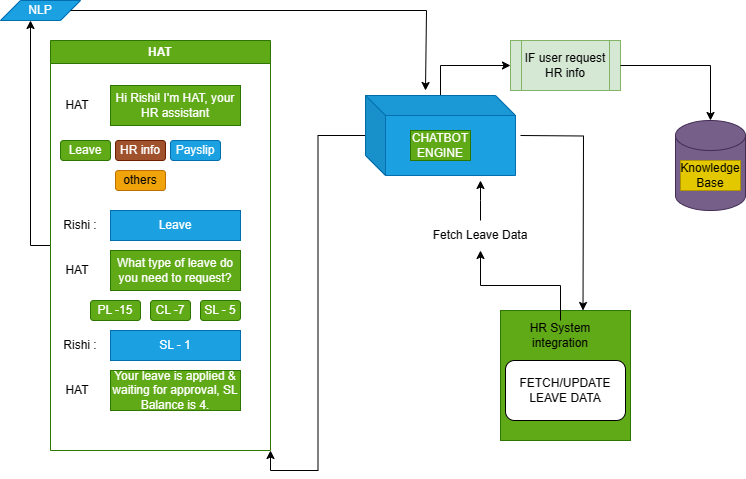 NLP
HAT
HAT
Hi Rishi! I'm HAT, your
HR assistant
Leave
HR info
Payslip
others
Rishi :
Leave
HAT
What type of leave do
you need to request?
PL -15
CL -7
SL - 5
Rishi :
SL - 1
HAT
Your leave is applied &
waiting for approval, SL
Balance is 4.
IF user request
HR info
CHATBOT
ENGINE
Knowledge
Base
Fetch Leave Data
HR System
integration
FETCH/UPDATE
LEAVE DATA